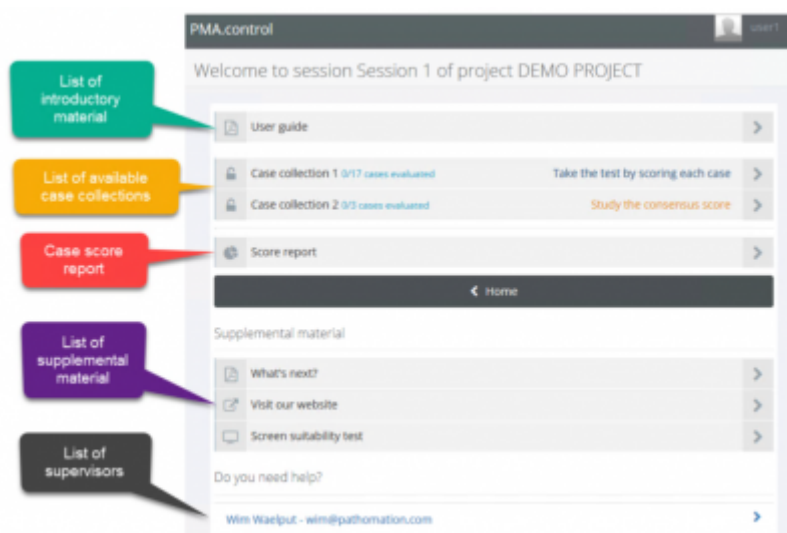 PMA.control
user1
Welcome to session Session 1 of project DEMO PROJECT
List of
introductory
material
User guide
List of available
case collections
Case collection 1 0/17 cases evaluated
Take the test by scoring each case
Case collection 2 0/3 cases evaluated
Study the consensus score
Case score
report
Score report
Home
Supplemental material
List of
supplemental
material
What's next?
Visit our website
Screen suitability test
List of
supervisors
Do you need help?
Wim Waelput - wim@pathomation.com